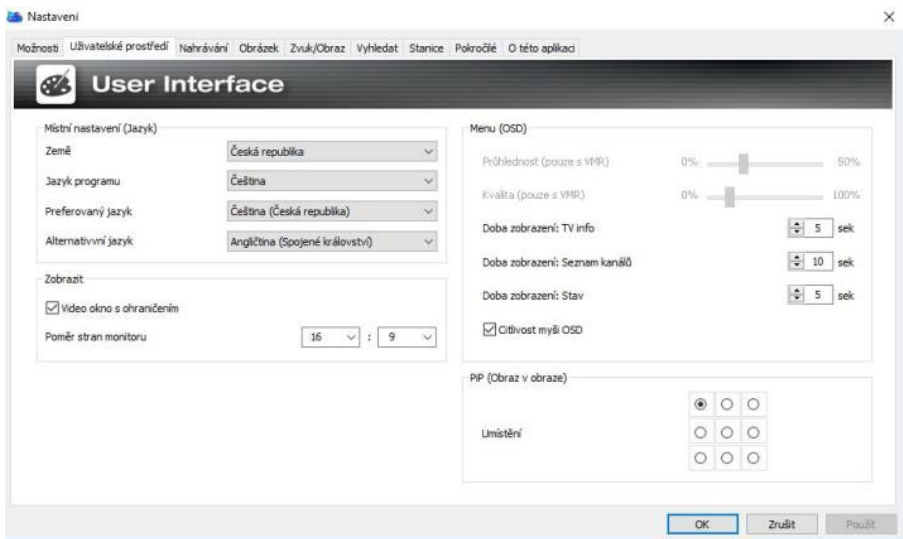 Nastavení
Možnosti Uživatelské prostředí Nahrávání Obrázek Zvuk/Obraz Vyhledat Stanice Pokročilé O této aplikaci
User Interface
Místní nastavení (Jazyk)
Země Česká republika
Jazyk programu Čeština
Preferovaný jazyk Čeština (Česká republika)
Alternativvní jazyk Angličtina (Spojené království)
Zobrazit
Video okno s ohraničením
Poměr stran monitoru 16 : 9
Menu (OSD)
Průhlednost (pouze s VMR) 0% 50%
Kvalita (pouze s VMR) 0% 100%
Doba zobrazení: TV info 5 sek
Doba zobrazení: Seznam kanálů 10 sek
Doba zobrazení: Stav 5 sek
Citlivost myši OSD
PiP (Obraz v obraze)
Umístění
OK Zrušit Použít